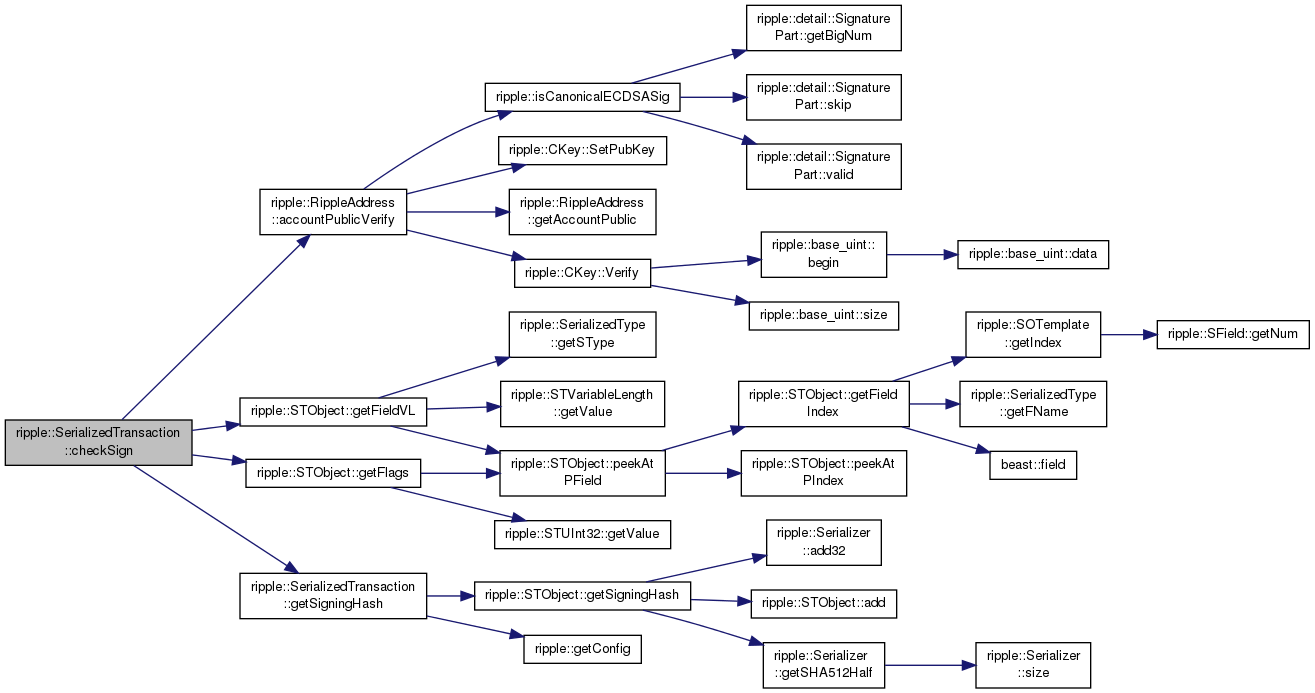 ripple::SerializedTransaction
::checkSign
ripple::RippleAddress
::accountPublicVerify
ripple::isCanonicalECDSASig
ripple::detail::Signature
Part::getBigNum
ripple::detail::Signature
Part::skip
ripple::detail::Signature
Part::valid
ripple::CKey::SetPubKey
ripple::RippleAddress
::getAccountPublic
ripple::CKey::Verify
ripple::base_uint::
begin
ripple::base_uint::data
ripple::base_uint::size
ripple::STObject::getFieldVL
ripple::SerializedType
::getSType
ripple::STVariableLength
::getValue
ripple::STObject::peekAt
PField
ripple::STObject::getField
Index
ripple::SOTemplate
::getIndex
ripple::SField::getNum
ripple::SerializedType
::getFName
beast::field
ripple::STObject::peekAt
PIndex
ripple::STObject::getFlags
ripple::STUInt32::getValue
ripple::SerializedTransaction
::getSigningHash
ripple::STObject::getSigningHash
ripple::Serializer
::add32
ripple::STObject::add
ripple::Serializer
::getSHA512Half
ripple::Serializer
::size
ripple::getConfig